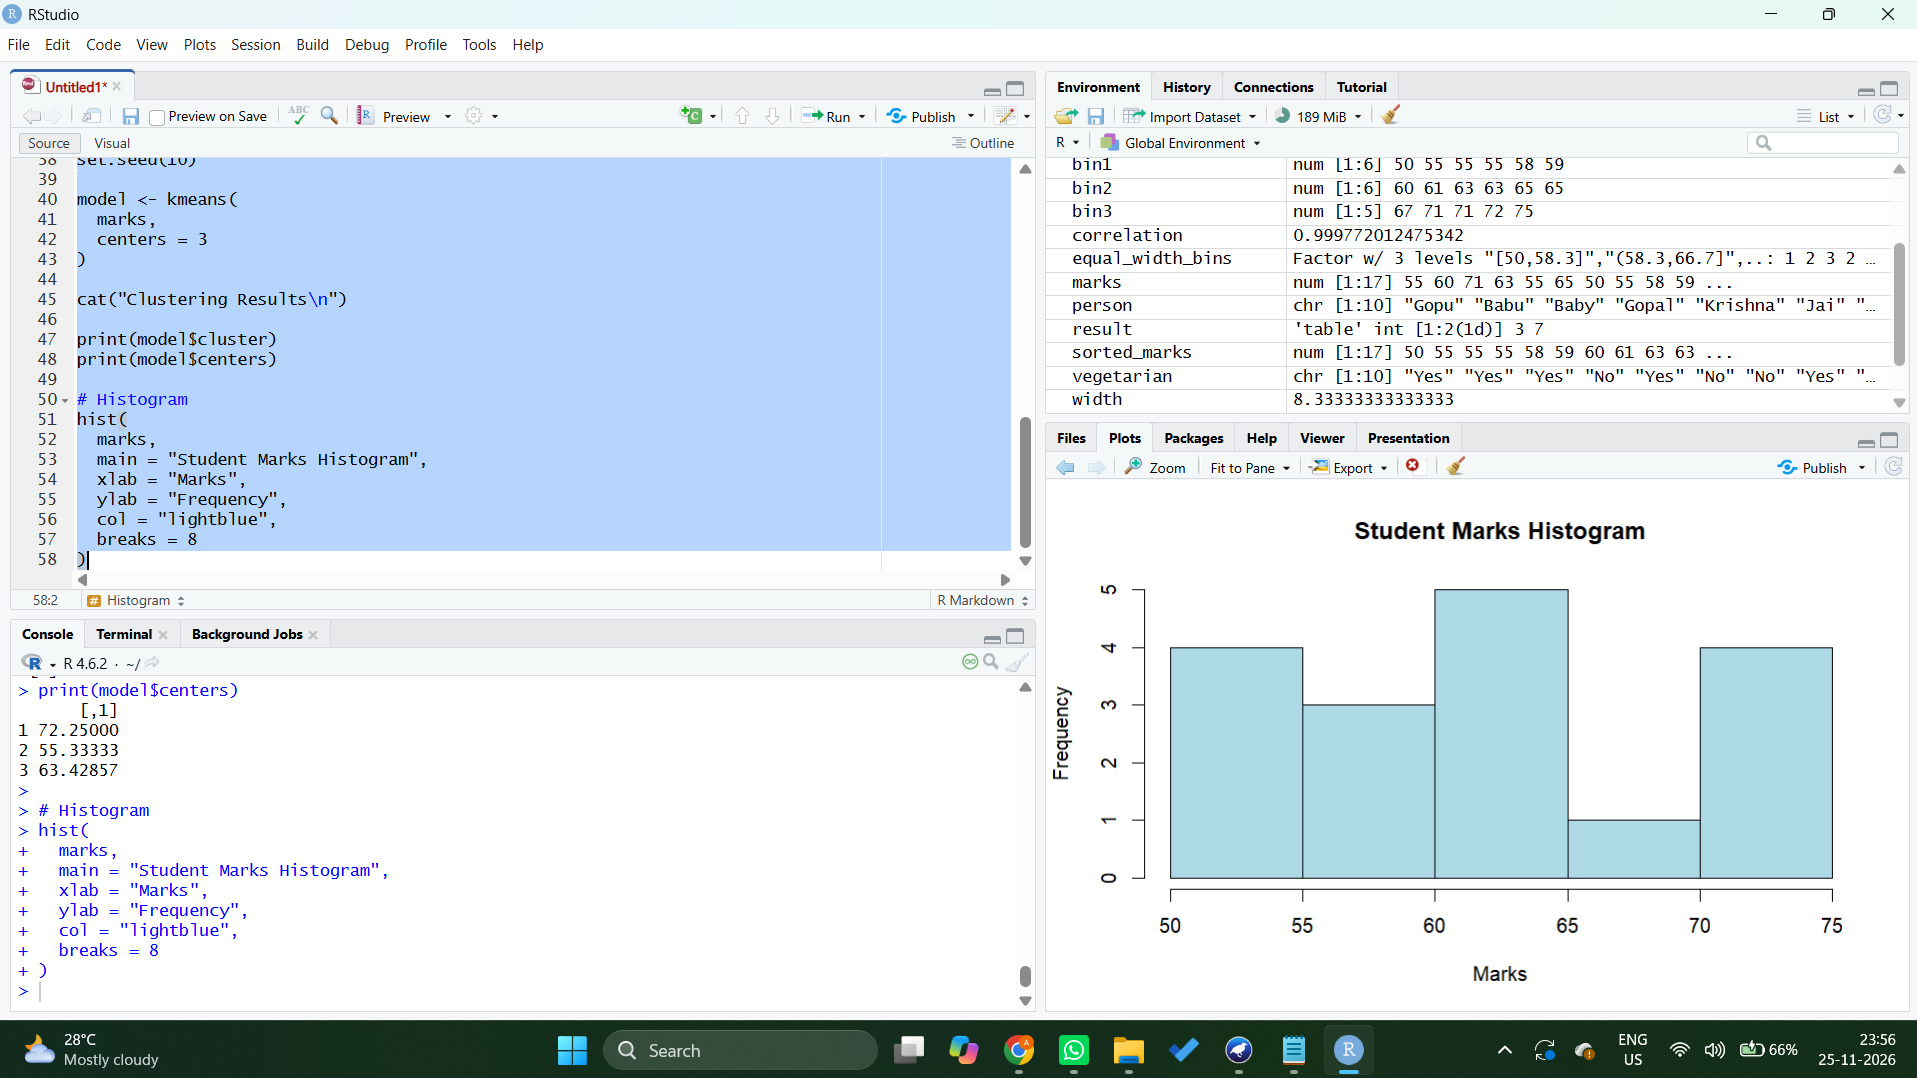 RStudio
File Edit Code View Plots Session Build Debug Profile Tools Help
Untitled1*
Preview on Save ABC Preview Run Publish
Source Visual Outline
38 set.seed(10)
39
40 model <- kmeans(
41 marks,
42 centers = 3
43 )
44
45 cat("Clustering Results\n")
46
47 print(model$cluster)
48 print(model$centers)
49
50 # Histogram
51 hist(
52 marks,
53 main = "Student Marks Histogram",
54 xlab = "Marks",
55 ylab = "Frequency",
56 col = "lightblue",
57 breaks = 8
58 )
58:2 # Histogram R Markdown
Console Terminal Background Jobs
R R 4.6.2 · ~/
> print(model$centers)
[,1]
1 72.25000
2 55.33333
3 63.42857
>
> # Histogram
> hist(
+ marks,
+ main = "Student Marks Histogram",
+ xlab = "Marks",
+ ylab = "Frequency",
+ col = "lightblue",
+ breaks = 8
+ )
>
Environment History Connections Tutorial
Import Dataset 189 MiB List
R Global Environment
bin1 num [1:6] 50 55 55 55 58 59
bin2 num [1:6] 60 61 63 63 65 65
bin3 num [1:5] 67 71 71 72 75
correlation 0.999772012475342
equal_width_bins Factor w/ 3 levels "[50,58.3]","(58.3,66.7]",..: 1 2 3 2 …
marks num [1:17] 55 60 71 63 55 65 50 55 58 59 ...
person chr [1:10] "Gopu" "Babu" "Baby" "Gopal" "Krishna" "Jai" "…
result 'table' int [1:2(1d)] 3 7
sorted_marks num [1:17] 50 55 55 55 58 59 60 61 63 63 ...
vegetarian chr [1:10] "Yes" "Yes" "Yes" "No" "Yes" "No" "No" "Yes" "…
width 8.33333333333333
Files Plots Packages Help Viewer Presentation
Zoom Fit to Pane Export Publish
Student Marks Histogram
Frequency
5
4
3
2
1
0
50 55 60 65 70 75
Marks
28°C
Mostly cloudy
Search
ENG
US
66%
23:56
25-11-2026